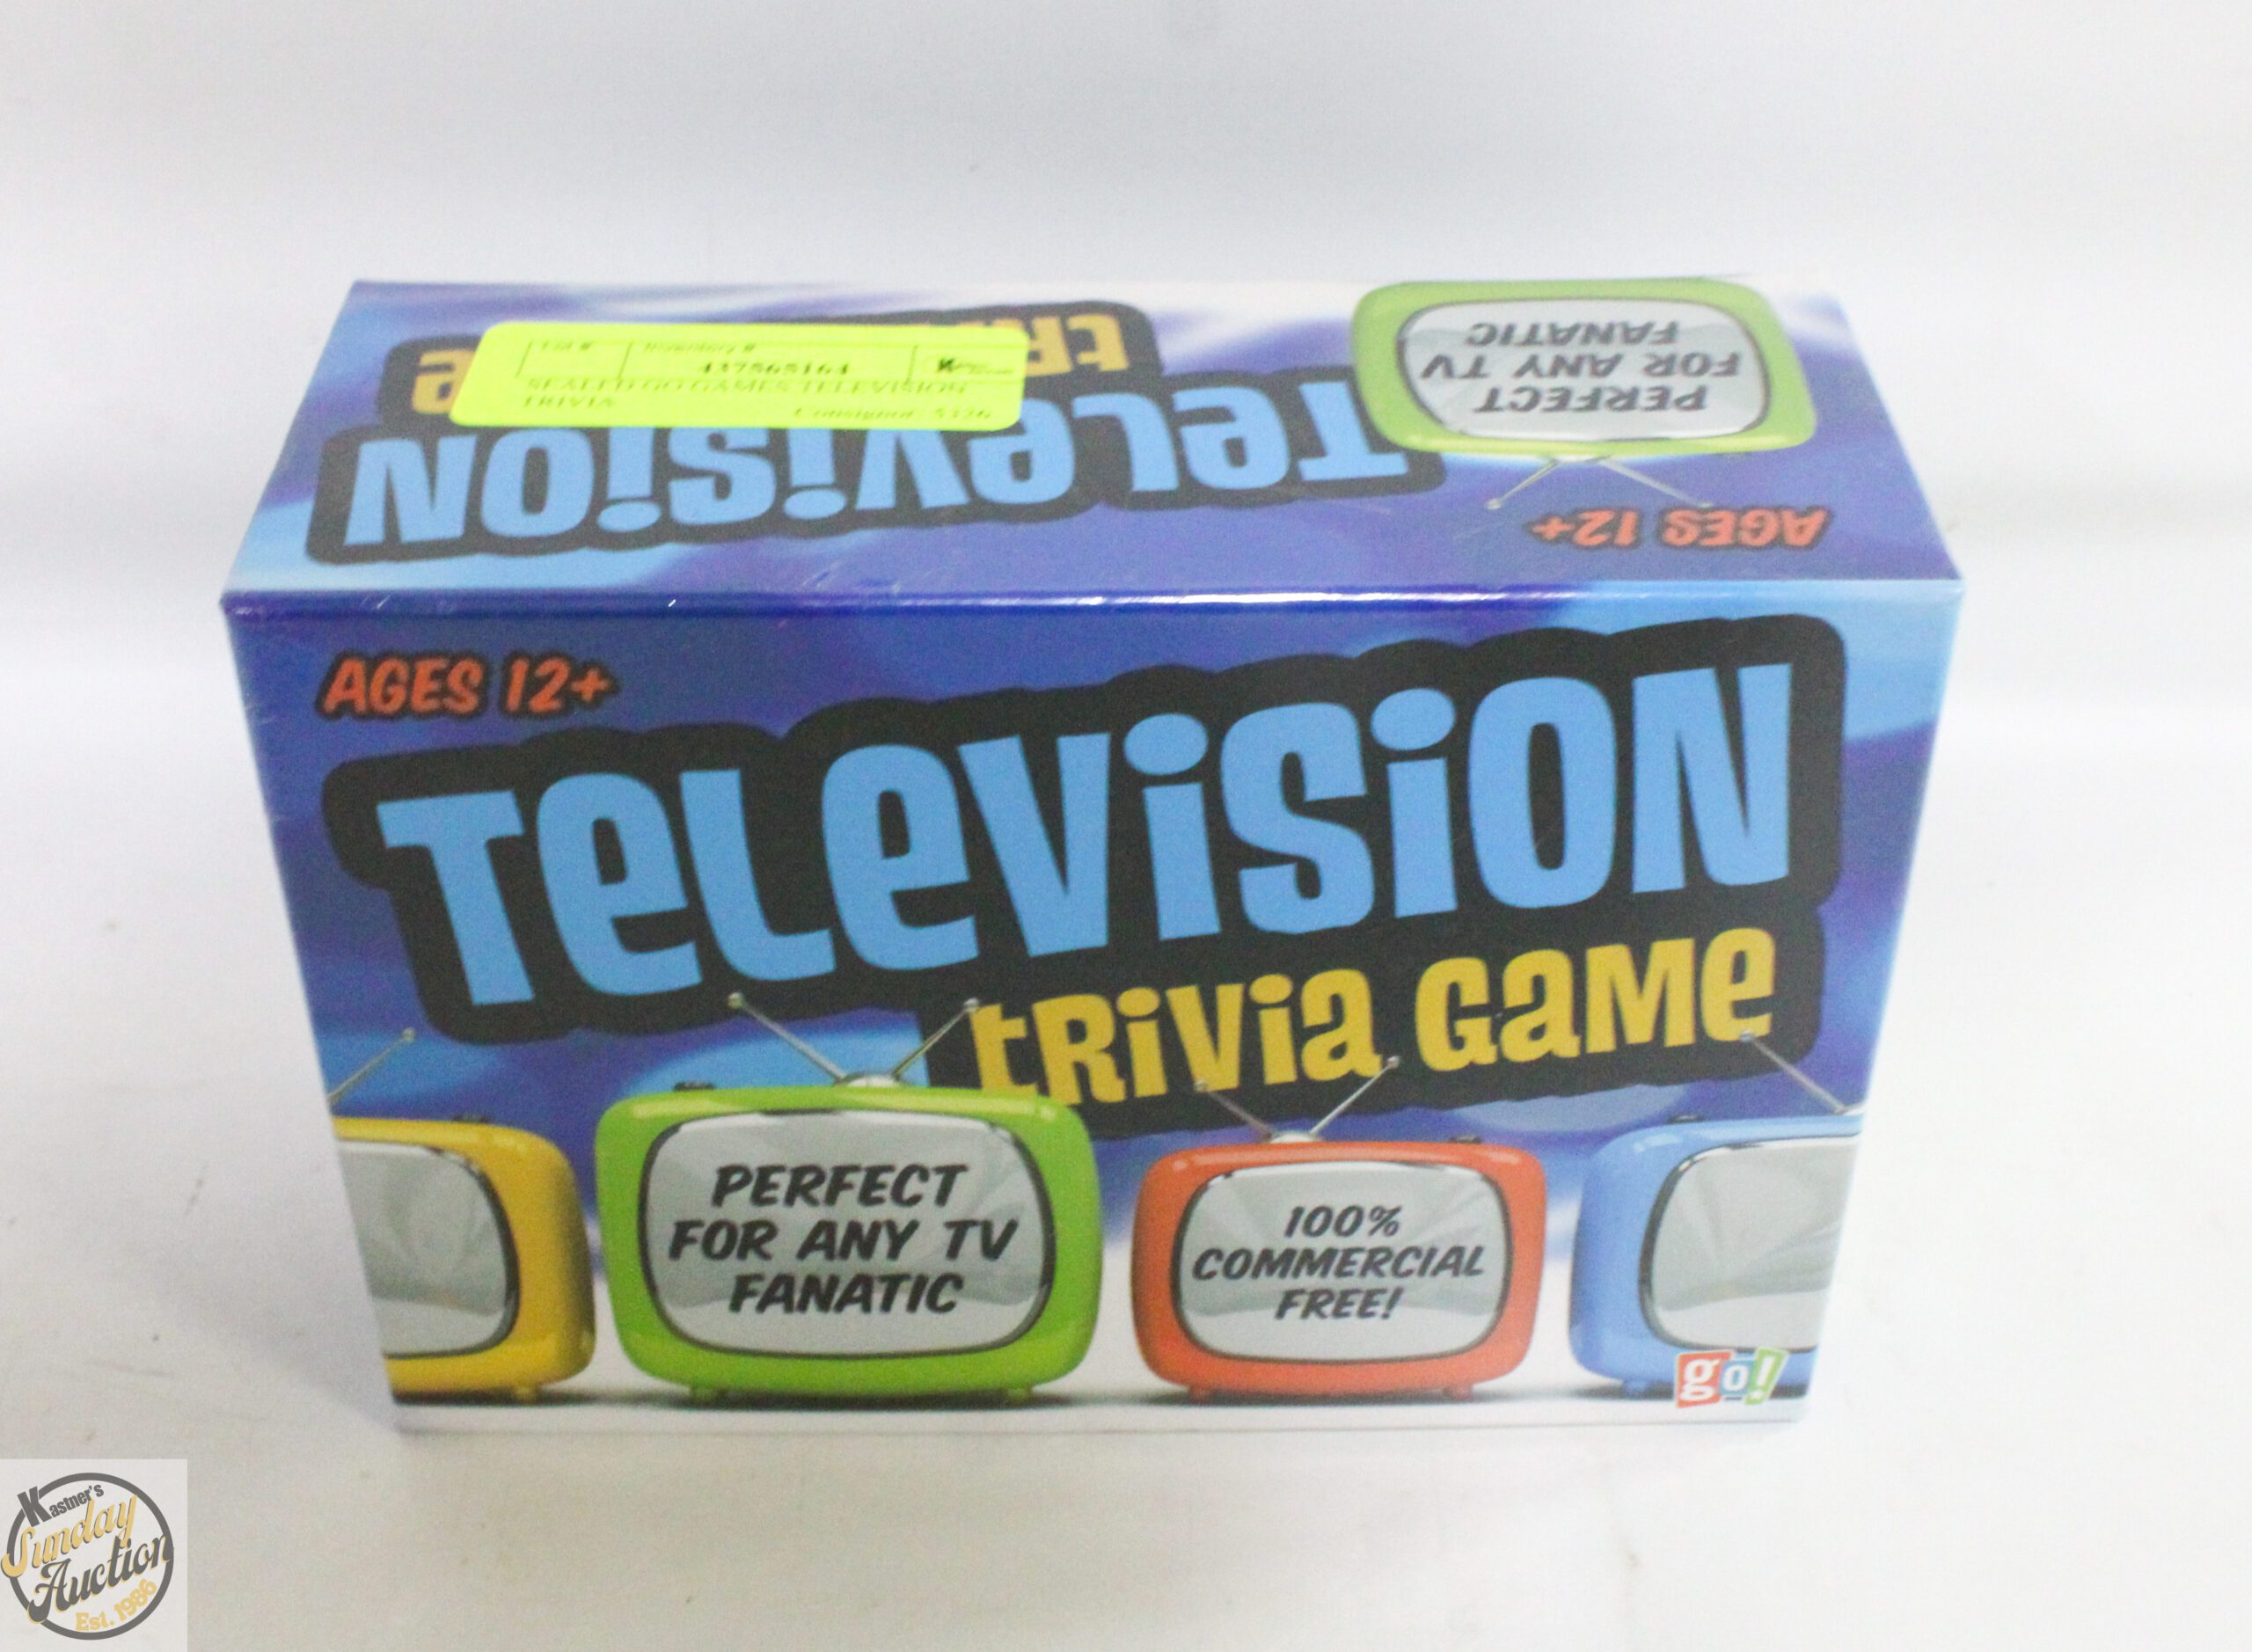 Lot #
Inventory #
SEALED GO GAMES TELEVISION
TRIVIA
Consignor: 5326
TELEVISION
PERFECT
FOR ANY TV
FANATIC
AGES 12+
AGES 12+
TELEVISION
TRIVIA GAME
PERFECT
FOR ANY TV
FANATIC
100%
COMMERCIAL
FREE!
go!
Kastner's
Sunday
Auction
Est. 1986